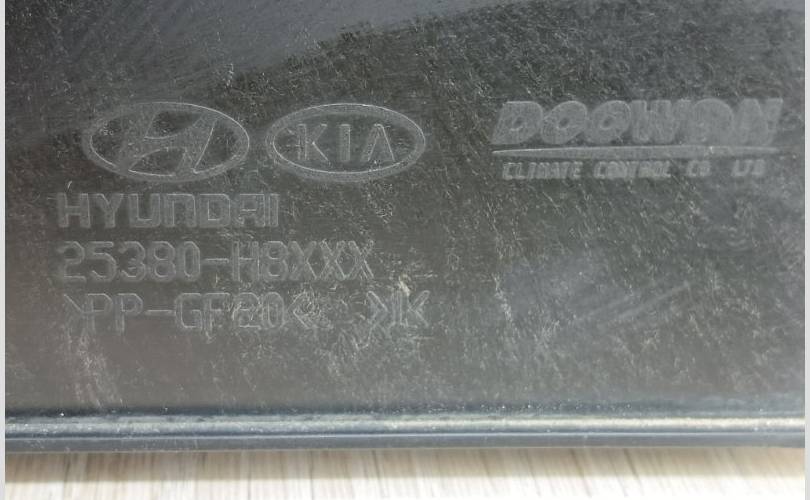 KIA
DOOWON
CLIMATE CONTROL CO LTD
HYUNDAI
25380-H8XXX
>PP-GF20<